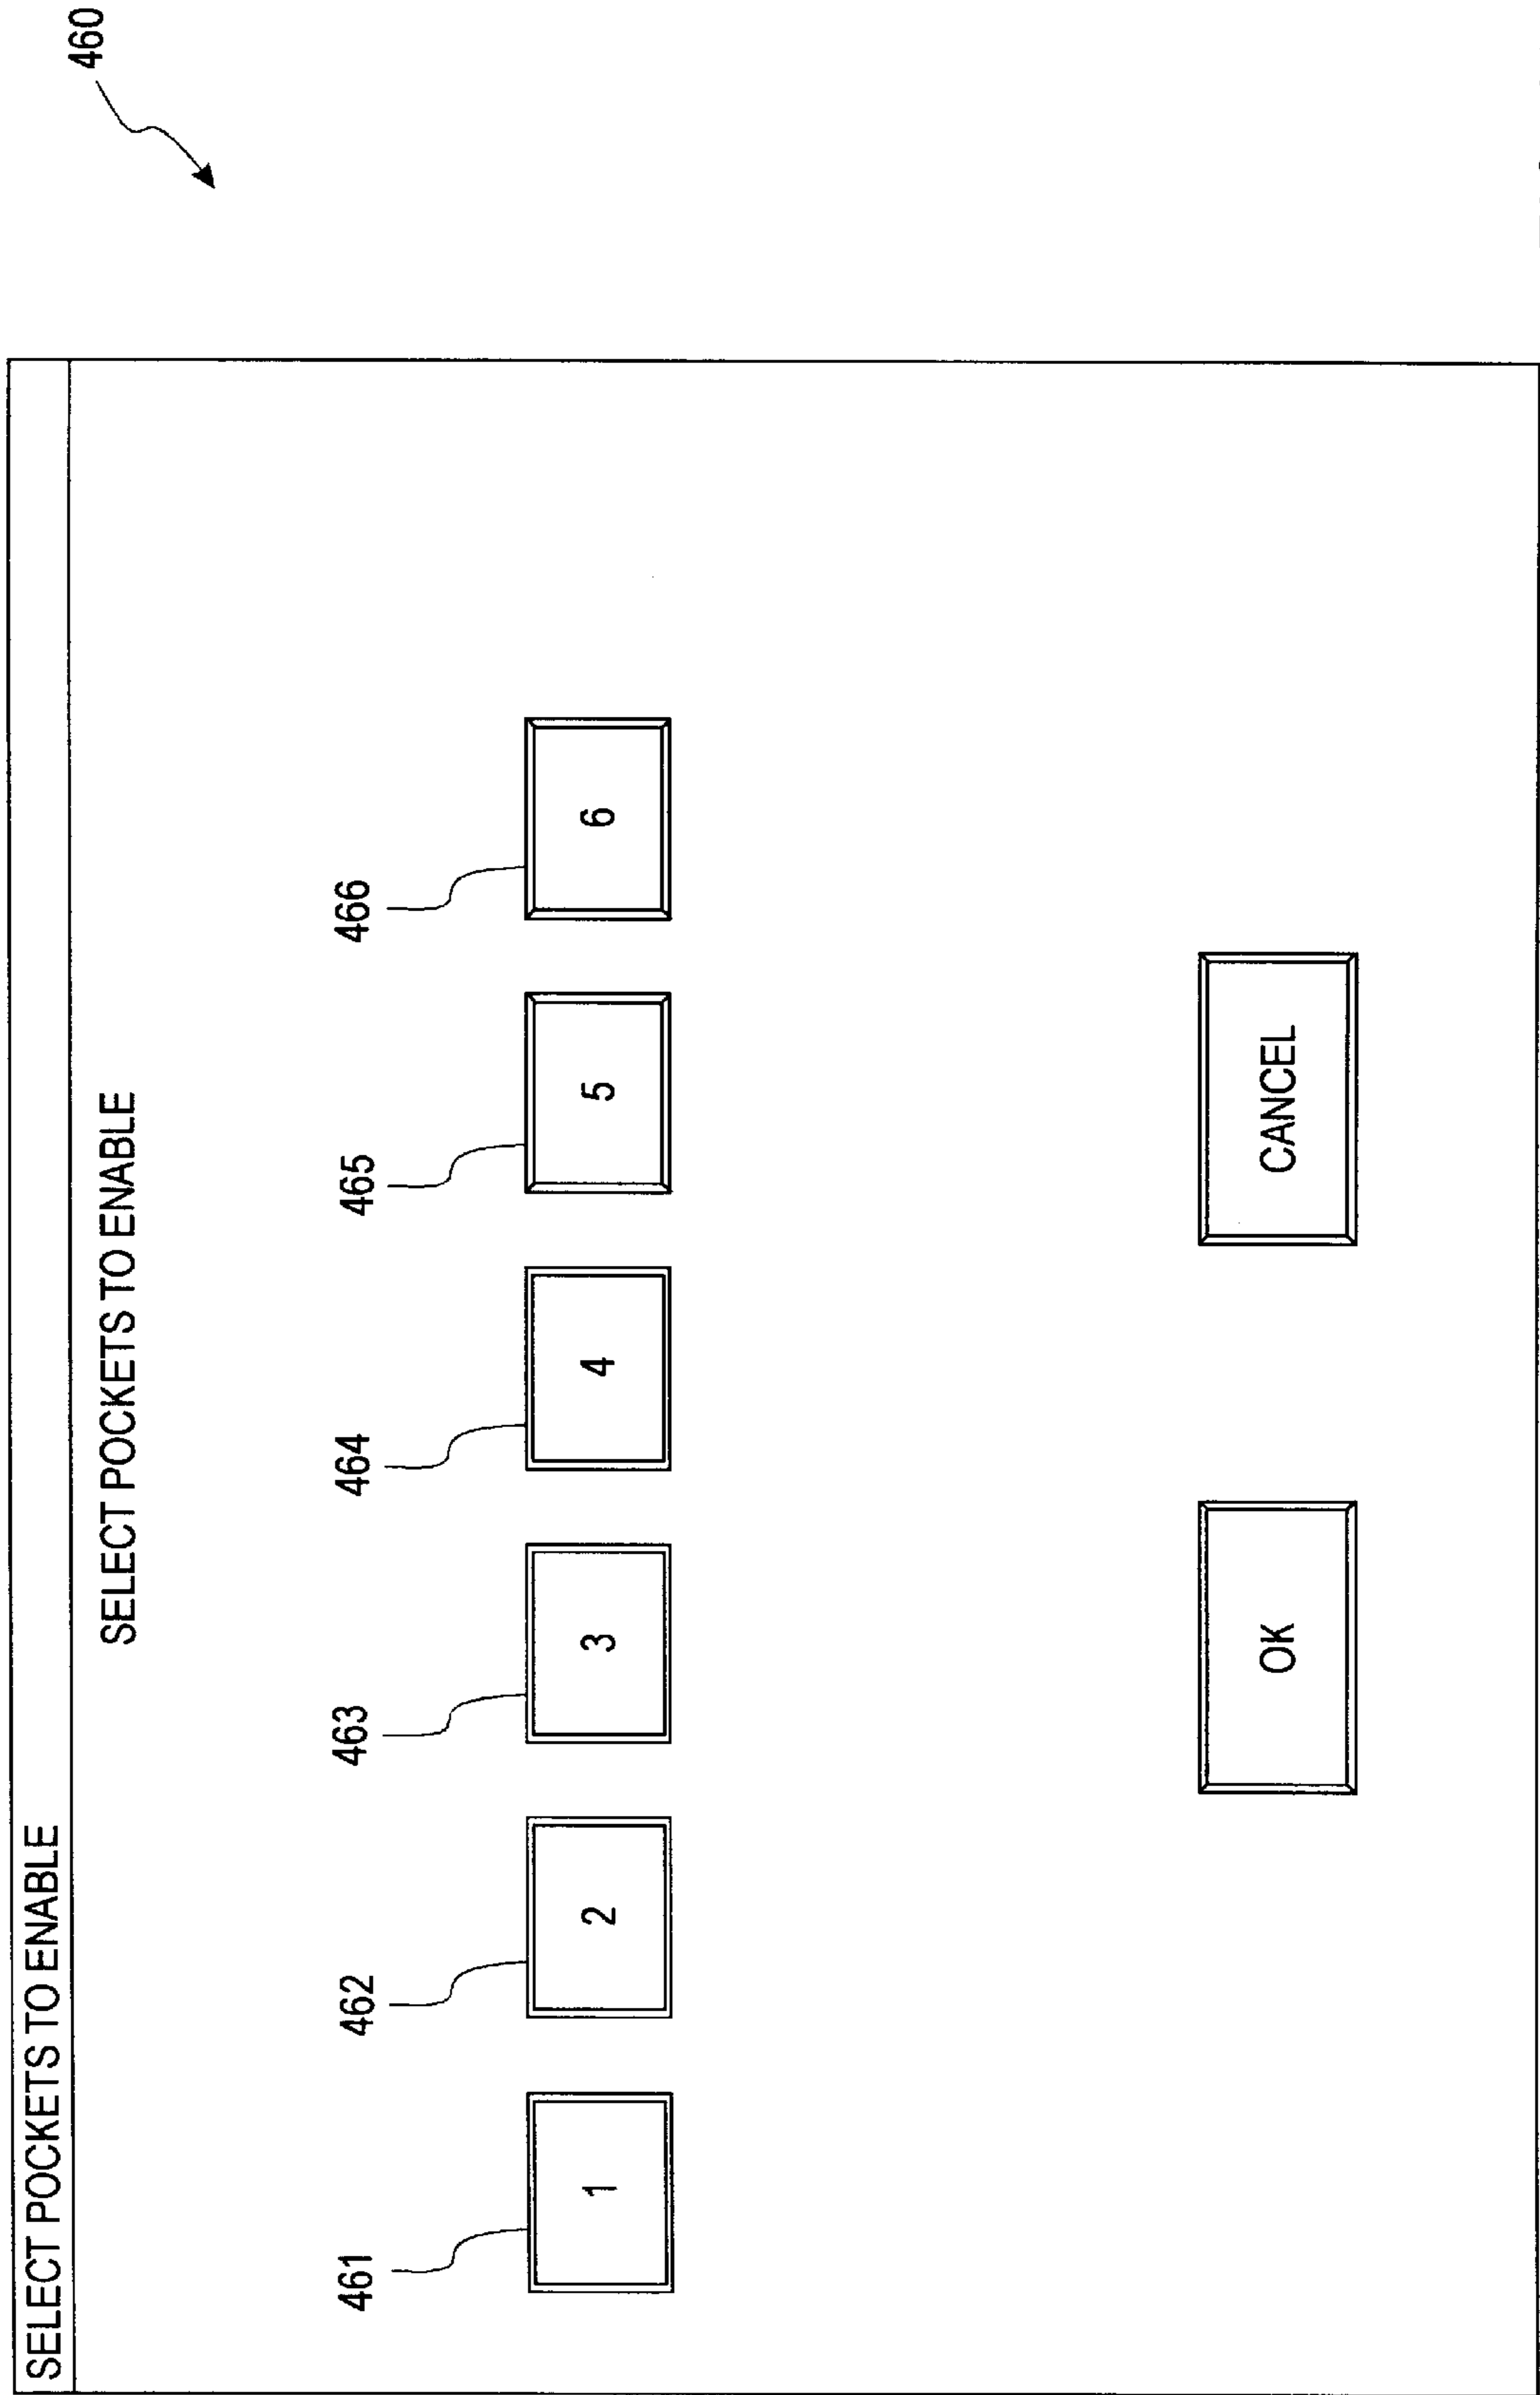 460
SELECT POCKETS TO ENABLE
SELECT POCKETS TO ENABLE
461 462 463 464 465 466
1 2 3 4 5 6
OK CANCEL